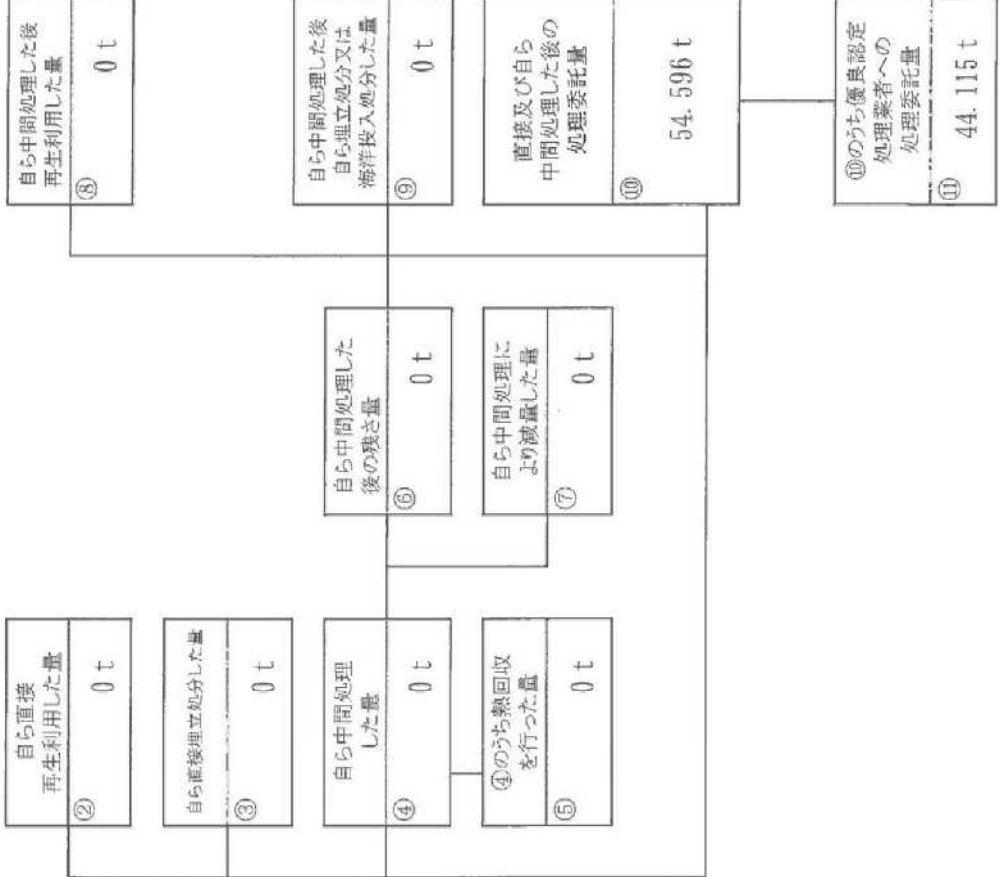 自ら直接
再生利用した量
② 0 t
自ら直接埋立処分した量
③ 0 t
自ら中間処理
した量
④ 0 t
④のうち熱回収
を行った量
⑤ 0 t
自ら中間処理した
後の残さ量
⑥ 0 t
自ら中間処理に
より減量した量
⑦ 0 t
自ら中間処理した後
再生利用した量
⑧ 0 t
自ら中間処理した後
自ら埋立処分又は
海洋投入処分した量
⑨ 0 t
直接及び自ら
中間処理した後の
処理委託量
⑩ 54.596 t
⑩のうち優良認定
処理業者への
処理委託量
⑪ 44.115 t